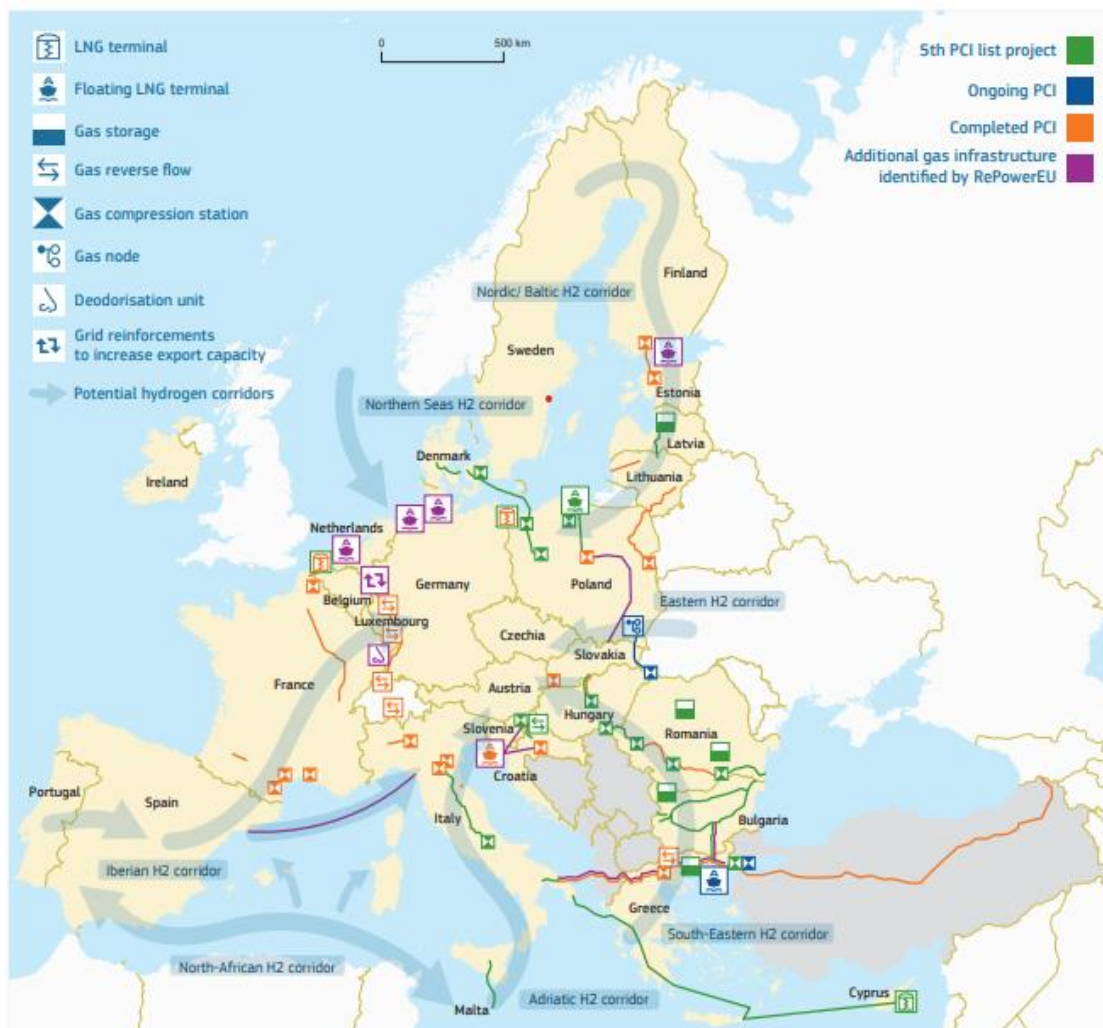 LNG terminal
Floating LNG terminal
Gas storage
Gas reverse flow
Gas compression station
Gas node
Deodorisation unit
Grid reinforcements
to increase export capacity
Potential hydrogen corridors
0
500 km
5th PCI list project
Ongoing PCI
Completed PCI
Additional gas infrastructure
identified by RePowerEU
Finland
Nordic/ Baltic H2 corridor
Sweden
Estonia
Northern Seas H2 corridor
Latvia
Denmark
Lithuania
Ireland
Netherlands
Germany
Poland
Belgium
Eastern H2 corridor
Luxembourg
Czechia
Slovakia
France
Austria
Hungary
Slovenia
Romania
Croatia
Portugal
Spain
Italy
Bulgaria
Iberian H2 corridor
Greece
South-Eastern H2 corridor
North-African H2 corridor
Adriatic H2 corridor
Malta
Cyprus